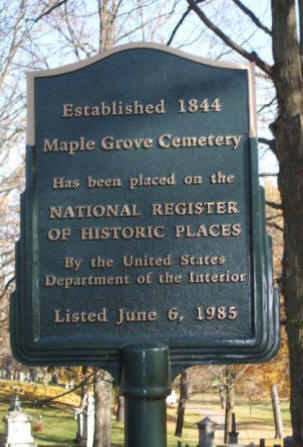 Established 1844
Maple Grove Cemetery
Has been placed on the
NATIONAL REGISTER
OF HISTORIC PLACES
By the United States
Department of the Interior
Listed June 6, 1985